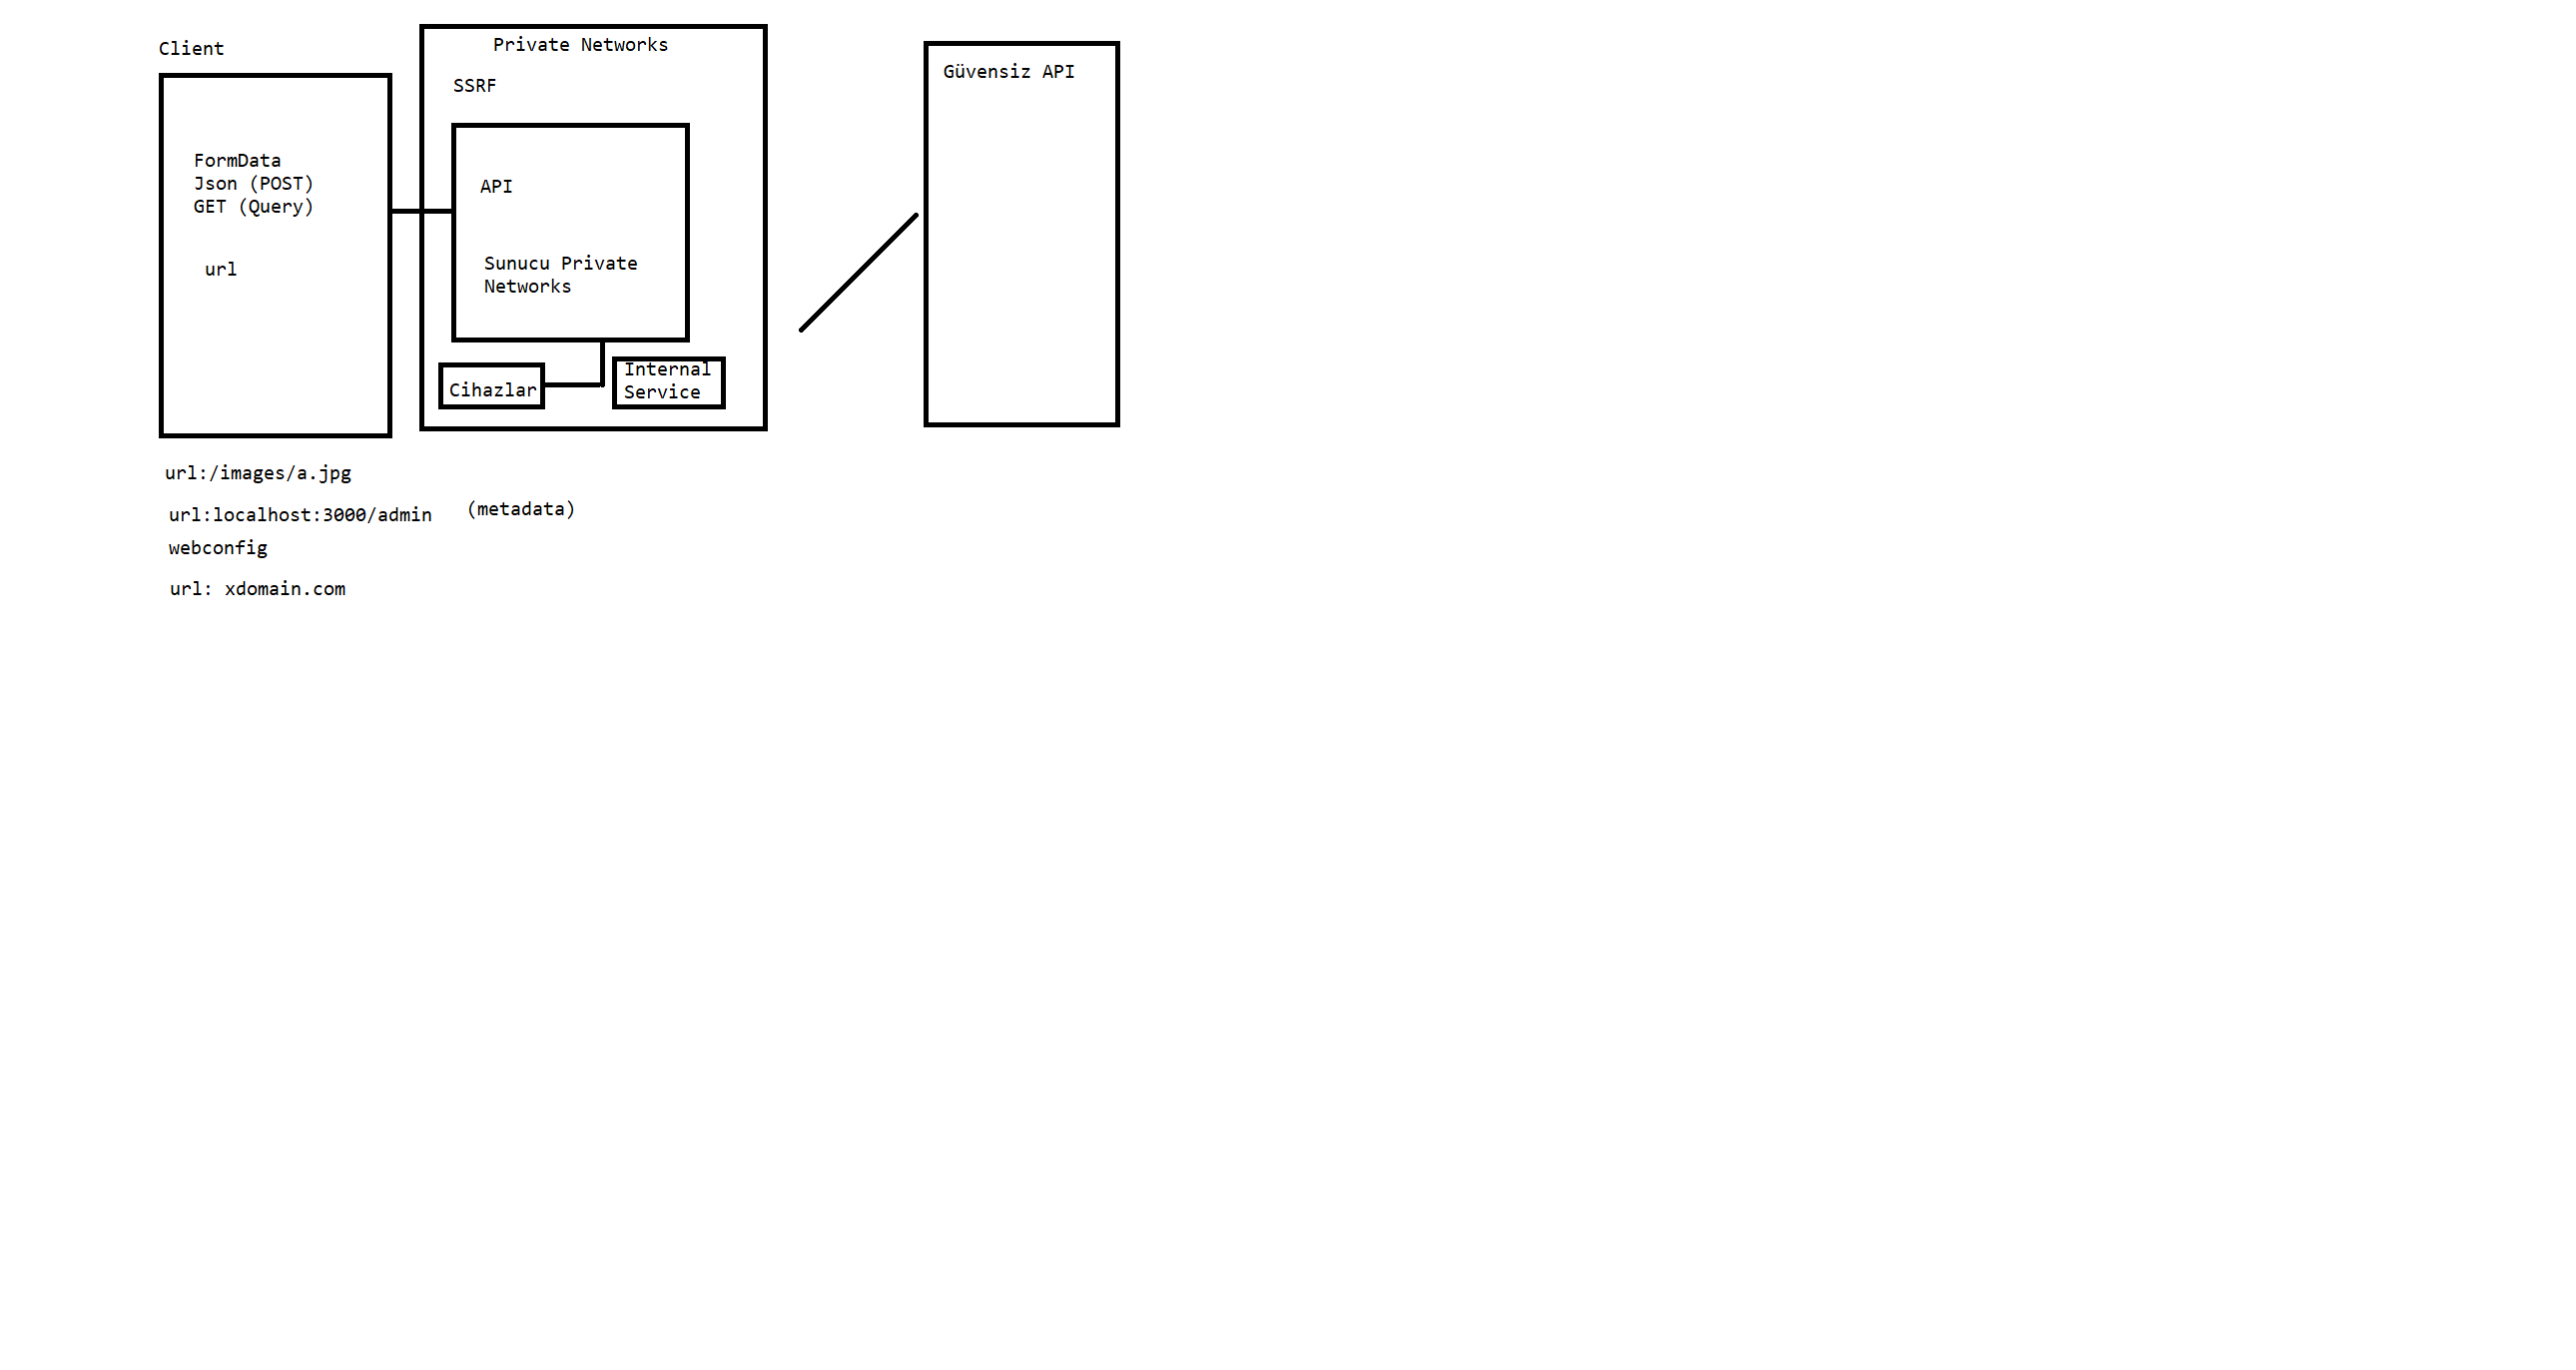 Client
Private Networks
Güvensiz API
SSRF
FormData
Json (POST)
GET (Query)
url
API
Sunucu Private
Networks
Cihazlar
Internal
Service
url:/images/a.jpg
url:localhost:3000/admin
(metadata)
webconfig
url: xdomain.com